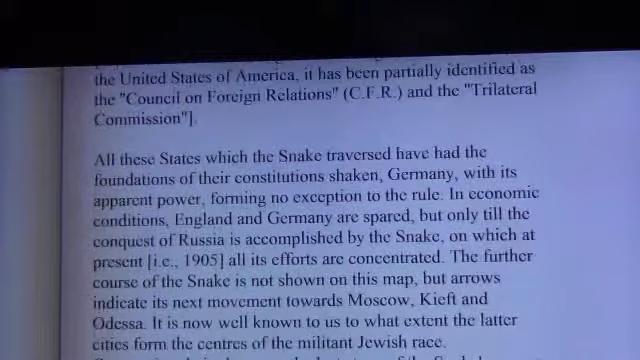 the United States of America, it has been partially identified as
the "Council on Foreign Relations" (C.F.R.) and the "Trilateral
Commission"].
All these States which the Snake traversed have had the
foundations of their constitutions shaken, Germany, with its
apparent power, forming no exception to the rule. In economic
conditions, England and Germany are spared, but only till the
conquest of Russia is accomplished by the Snake, on which at
present [i.e., 1905] all its efforts are concentrated. The further
course of the Snake is not shown on this map, but arrows
indicate its next movement towards Moscow, Kieft and
Odessa. It is now well known to us to what extent the latter
cities form the centres of the militant Jewish race.